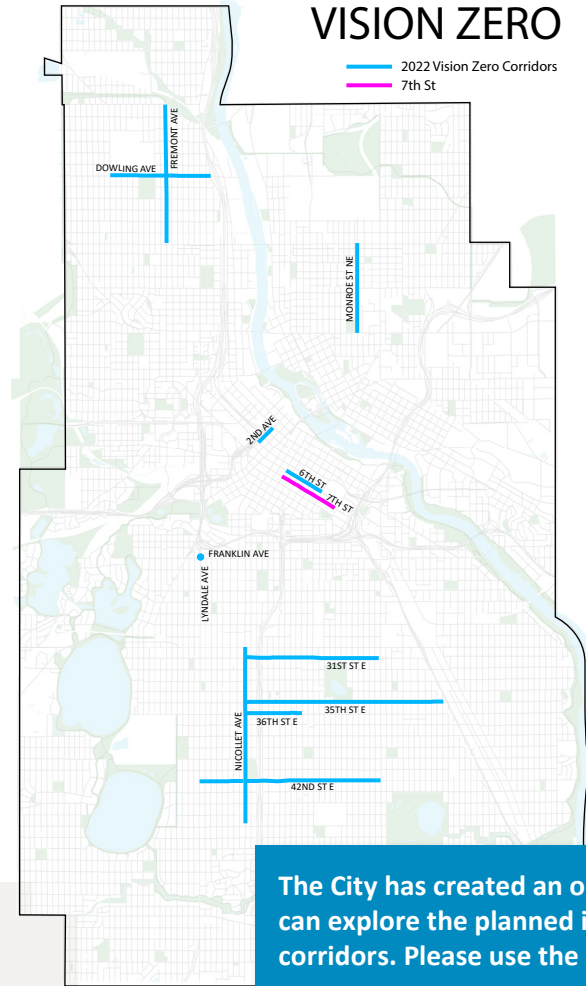 VISION ZERO
2022 Vision Zero Corridors
7th St
FREMONT AVE
DOWLING AVE
MONROE ST NE
2ND AVE
6TH ST
7TH ST
FRANKLIN AVE
LYNDALE AVE
31ST ST E
35TH ST E
36TH ST E
NICOLLET AVE
42ND ST E
The City has created an o
can explore the planned i
corridors. Please use the